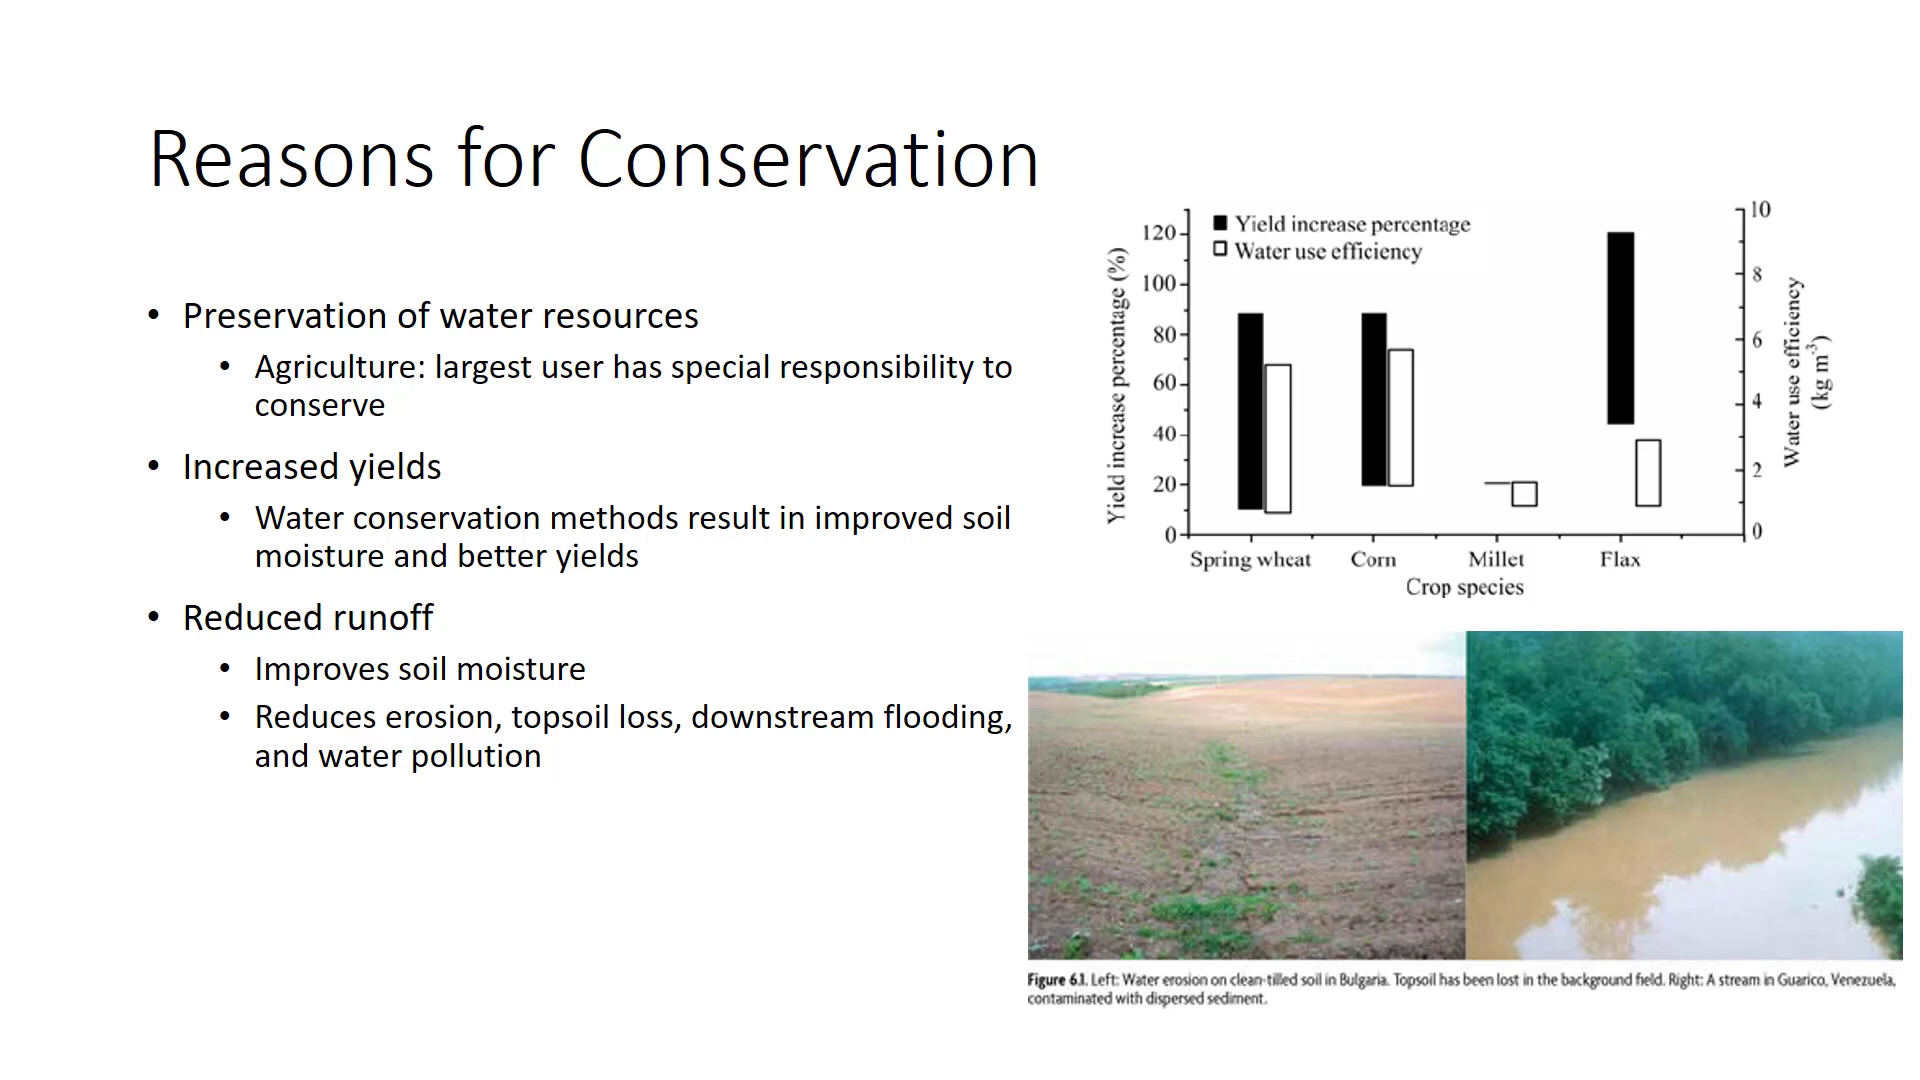 Reasons for Conservation
• Preservation of water resources
• Agriculture: largest user has special responsibility to
conserve
• Increased yields
• Water conservation methods result in improved soil
moisture and better yields
• Reduced runoff
• Improves soil moisture
• Reduces erosion, topsoil loss, downstream flooding,
and water pollution
Yield increase percentage
Water use efficiency
Yield increase percentage (%)
120
100
80
60
40
20
0
10
8
6
4
2
0
Water use efficiency
(kg m-3)
Spring wheat Corn Millet Flax
Crop species
Figure 6.1. Left: Water erosion on clean-tilled soil in Bulgaria. Topsoil has been lost in the background field. Right: A stream in Guarico, Venezuela,
contaminated with dispersed sediment.